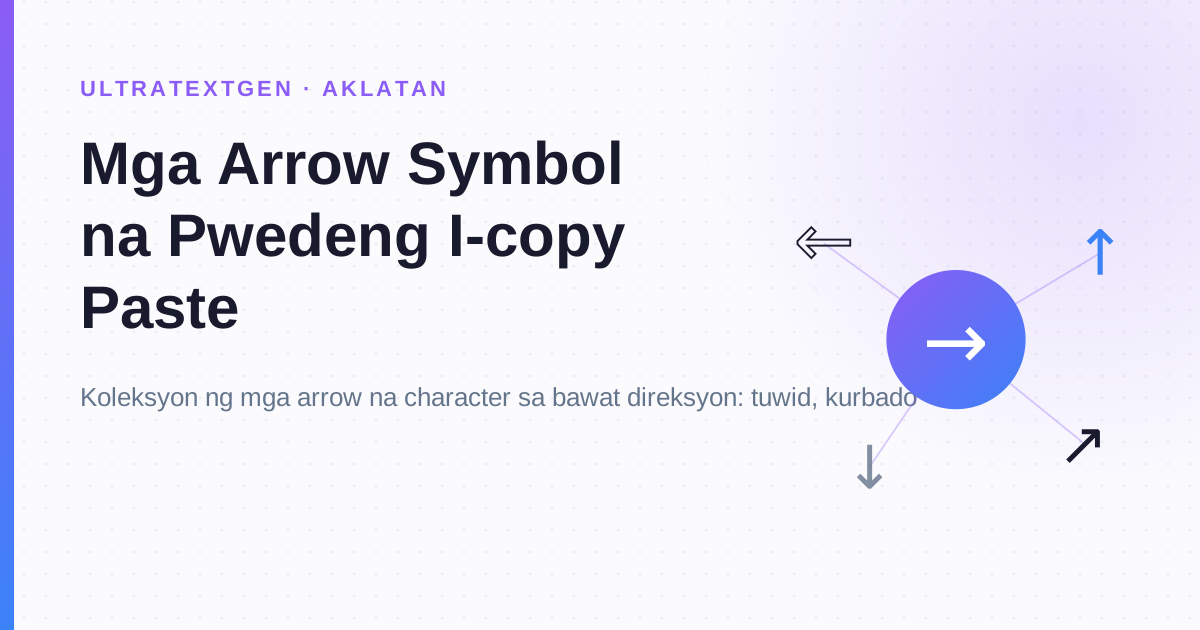 ULTRATEXTGEN · AKLATAN
Mga Arrow Symbol
na Pwedeng I-copy
Paste
Koleksyon ng mga arrow na character sa bawat direksyon: tuwid, kurbado
⇐
↑
→
↓
↗